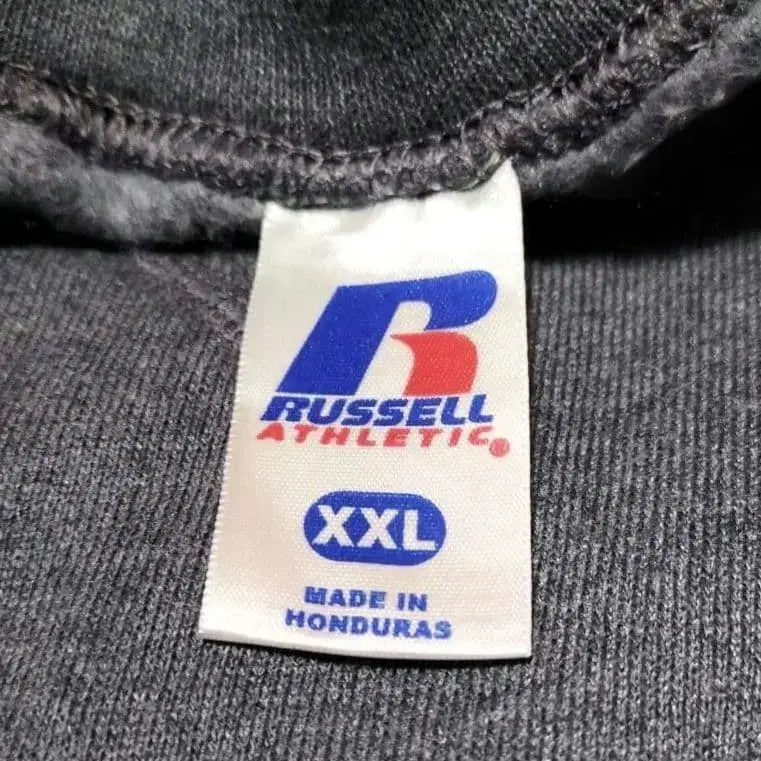 R
RUSSELL
ATHLETIC®
XXL
MADE IN
HONDURAS